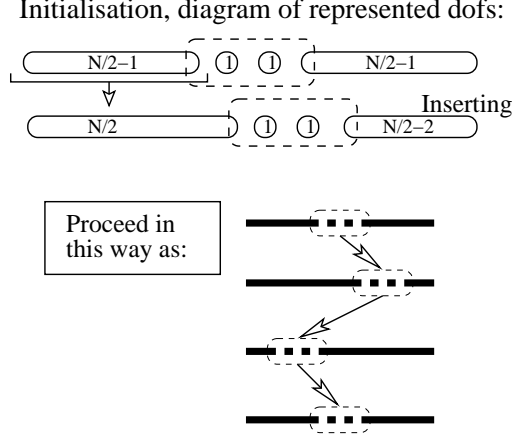 Initialisation, diagram of represented dofs:
N/2−1 1 1 N/2−1
Inserting
N/2 1 1 N/2−2
Proceed in
this way as: